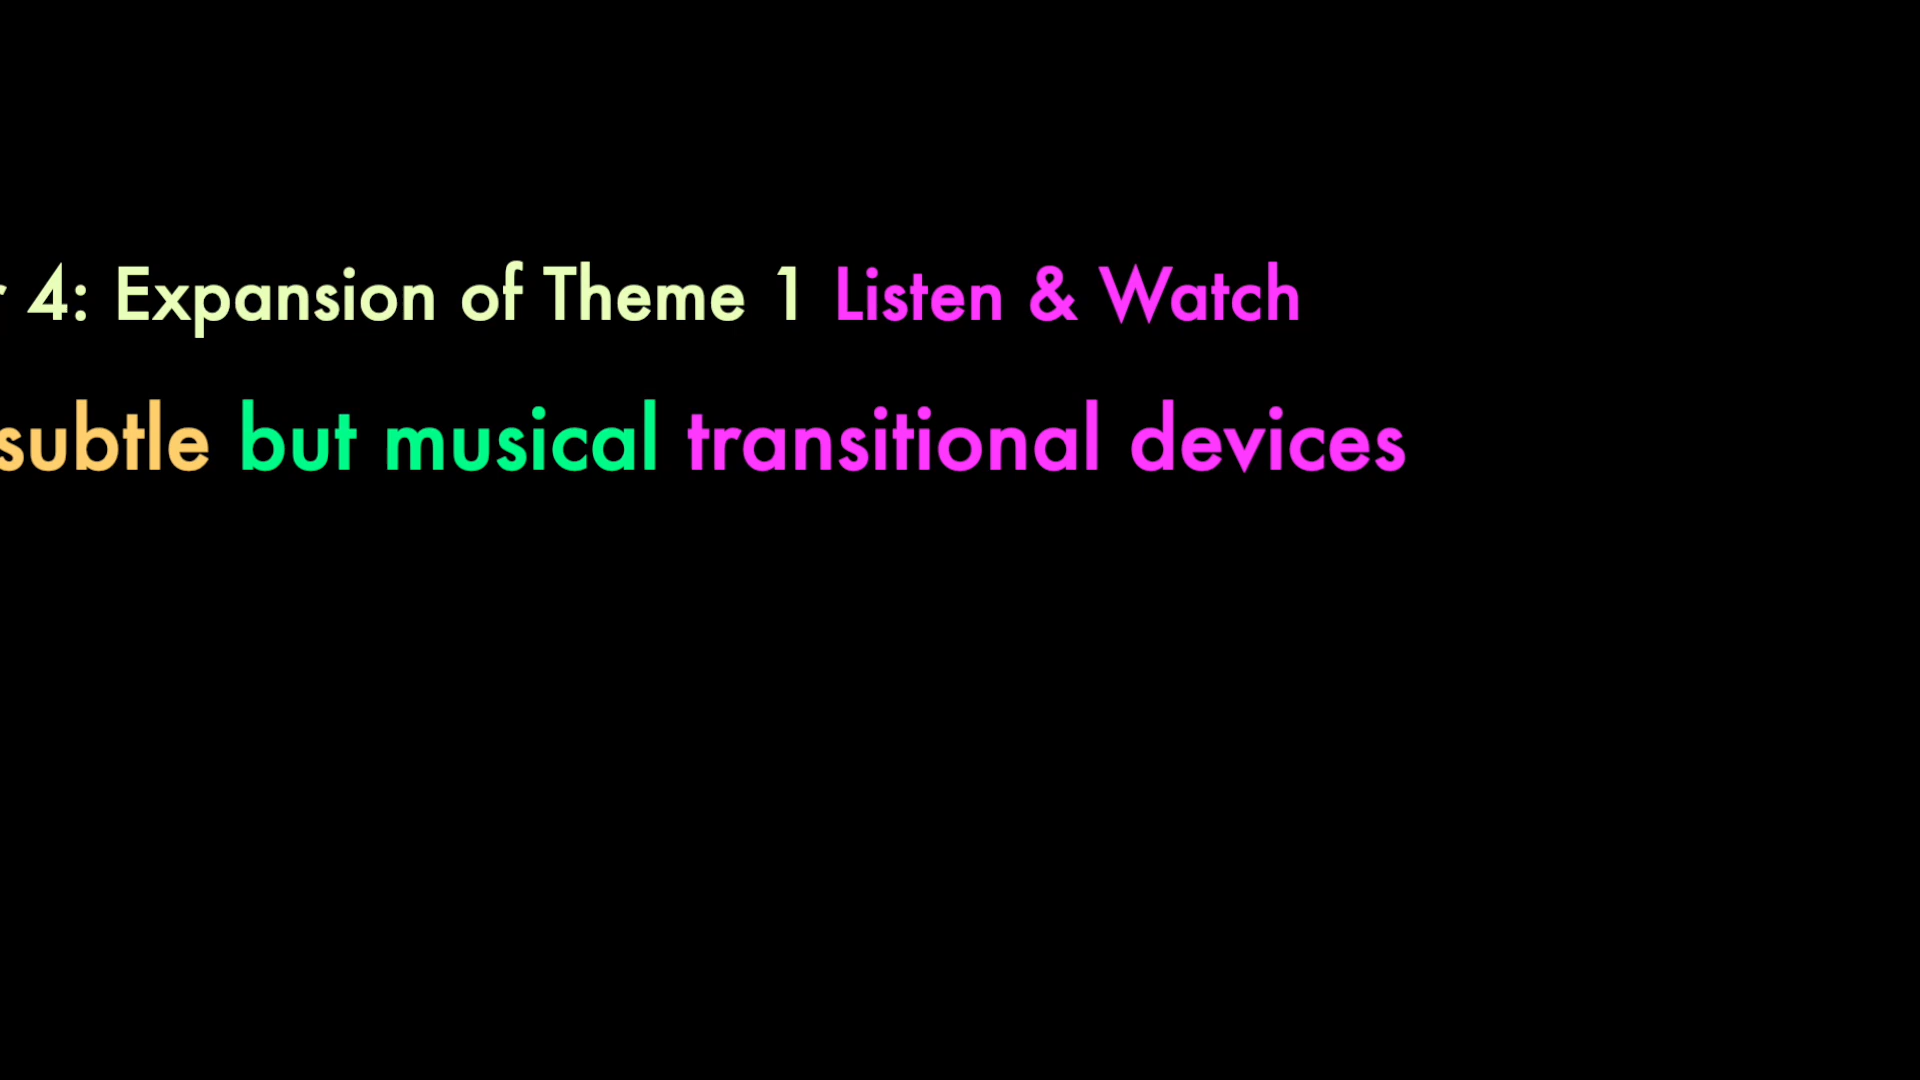 4: Expansion of Theme 1 Listen & Watch
subtle but musical transitional devices